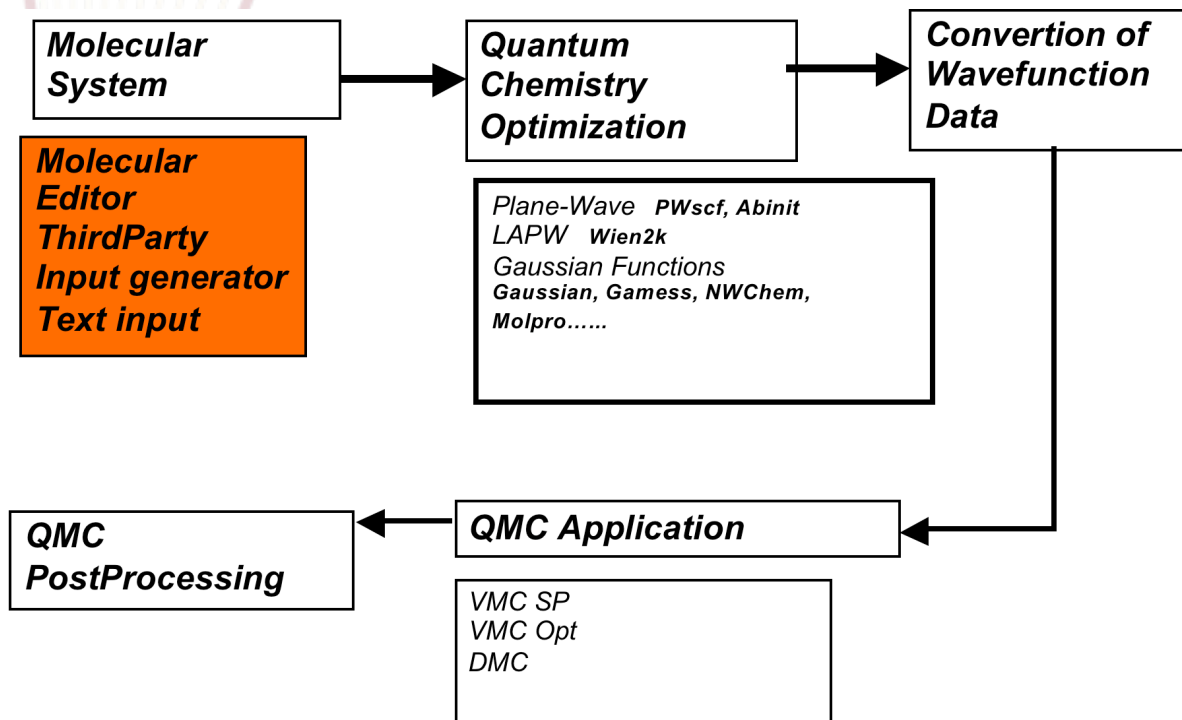 Molecular
System
Quantum
Chemistry
Optimization
Convertion of
Wavefunction
Data
Molecular
Editor
ThirdParty
Input generator
Text input
Plane-Wave PWscf, Abinit
LAPW Wien2k
Gaussian Functions
Gaussian, Gamess, NWChem,
Molpro......
QMC Application
QMC
PostProcessing
VMC SP
VMC Opt
DMC